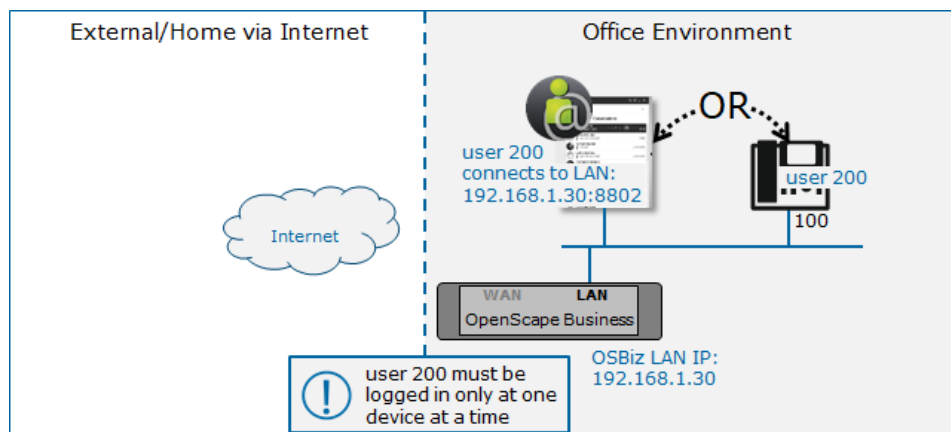 External/Home via Internet
Office Environment
OR
@
user 200
connects to LAN:
192.168.1.30:8802
user 200
100
Internet
WAN LAN
OpenScape Business
OSBiz LAN IP:
192.168.1.30
! user 200 must be
logged in only at one
device at a time